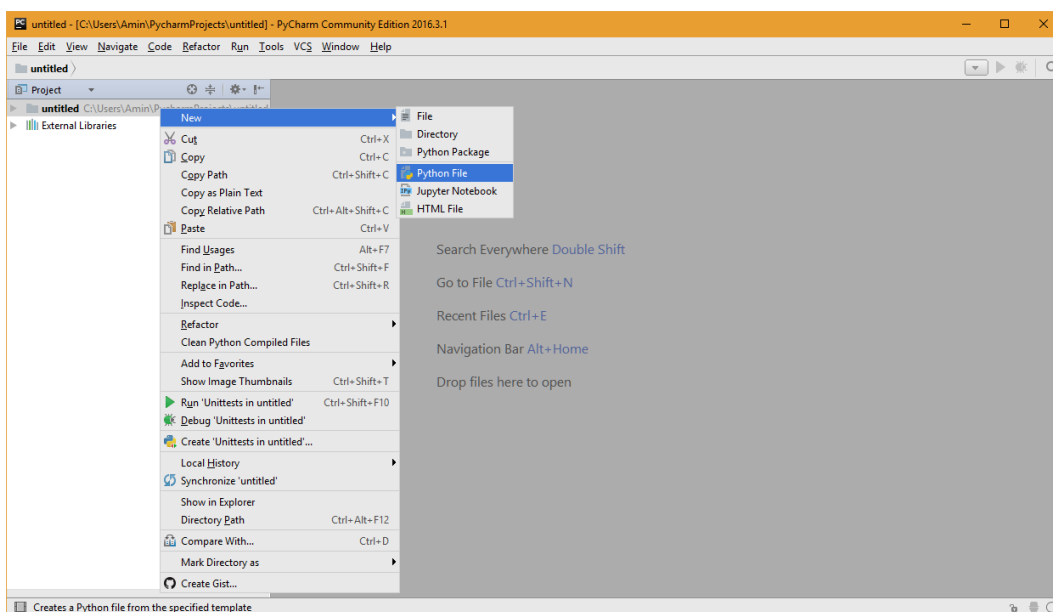 PC untitled - [C:\Users\Amin\PycharmProjects\untitled] - PyCharm Community Edition 2016.3.1
File Edit View Navigate Code Refactor Run Tools VCS Window Help
untitled
Project
untitled C:\Users\Amin\PycharmProjects\untitled
External Libraries
New
Cut Ctrl+X
Copy Ctrl+C
Copy Path Ctrl+Shift+C
Copy as Plain Text
Copy Relative Path Ctrl+Alt+Shift+C
Paste Ctrl+V
Find Usages Alt+F7
Find in Path... Ctrl+Shift+F
Replace in Path... Ctrl+Shift+R
Inspect Code...
Refactor
Clean Python Compiled Files
Add to Favorites
Show Image Thumbnails Ctrl+Shift+T
Run 'Unittests in untitled' Ctrl+Shift+F10
Debug 'Unittests in untitled'
Create 'Unittests in untitled'...
Local History
Synchronize 'untitled'
Show in Explorer
Directory Path Ctrl+Alt+F12
Compare With... Ctrl+D
Mark Directory as
Create Gist...
File
Directory
Python Package
Python File
Jupyter Notebook
HTML File
Search Everywhere Double Shift
Go to File Ctrl+Shift+N
Recent Files Ctrl+E
Navigation Bar Alt+Home
Drop files here to open
Creates a Python file from the specified template